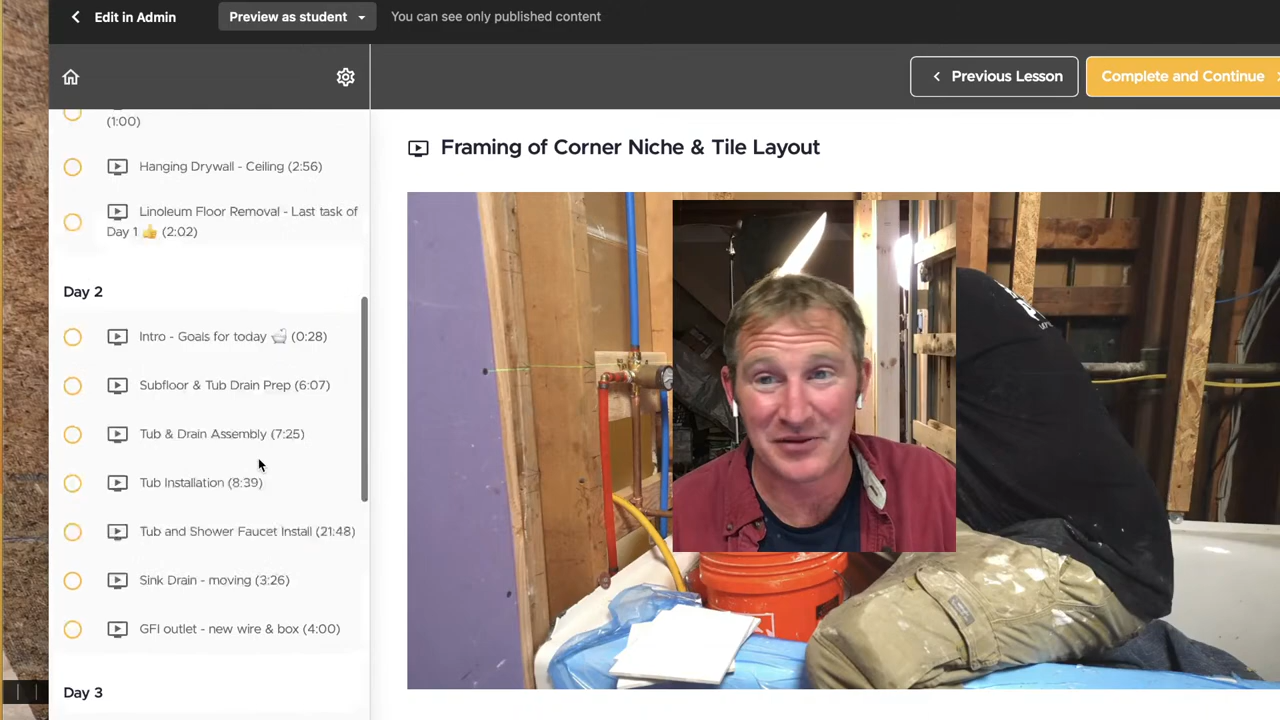 Edit in Admin
Preview as student
You can see only published content
Previous Lesson
Complete and Continue
(1:00)
Hanging Drywall - Ceiling (2:56)
Linoleum Floor Removal - Last task of
Day 1 👍 (2:02)
Day 2
Intro - Goals for today 🛁 (0:28)
Subfloor & Tub Drain Prep (6:07)
Tub & Drain Assembly (7:25)
Tub Installation (8:39)
Tub and Shower Faucet Install (21:48)
Sink Drain - moving (3:26)
GFI outlet - new wire & box (4:00)
Day 3
Framing of Corner Niche & Tile Layout